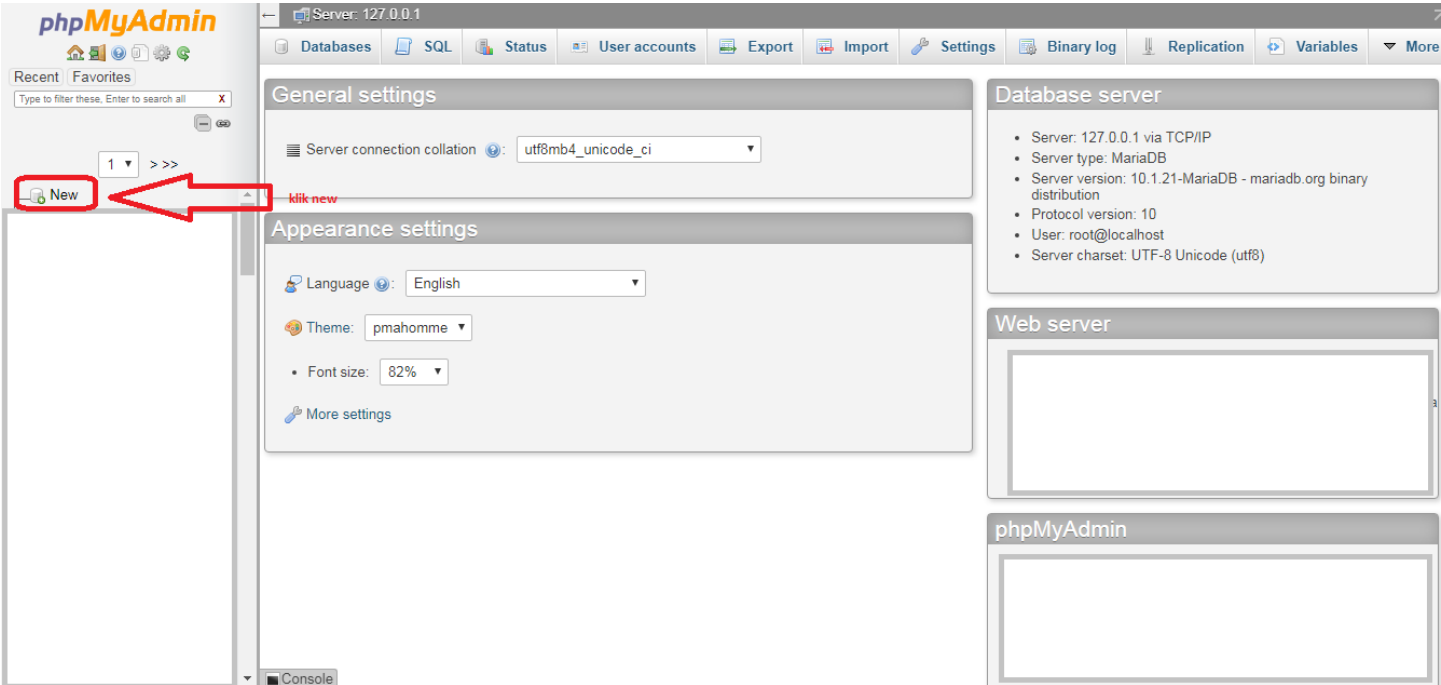 phpMyAdmin
Recent Favorites
Type to filter these, Enter to search all X
1 > >>
New
klik new
Server: 127.0.0.1
Databases SQL Status User accounts Export Import Settings Binary log Replication Variables More
General settings
Server connection collation : utf8mb4_unicode_ci
Appearance settings
Language : English
Theme: pmahomme
• Font size: 82%
More settings
Database server
• Server: 127.0.0.1 via TCP/IP
• Server type: MariaDB
• Server version: 10.1.21-MariaDB - mariadb.org binary
distribution
• Protocol version: 10
• User: root@localhost
• Server charset: UTF-8 Unicode (utf8)
Web server
phpMyAdmin
Console